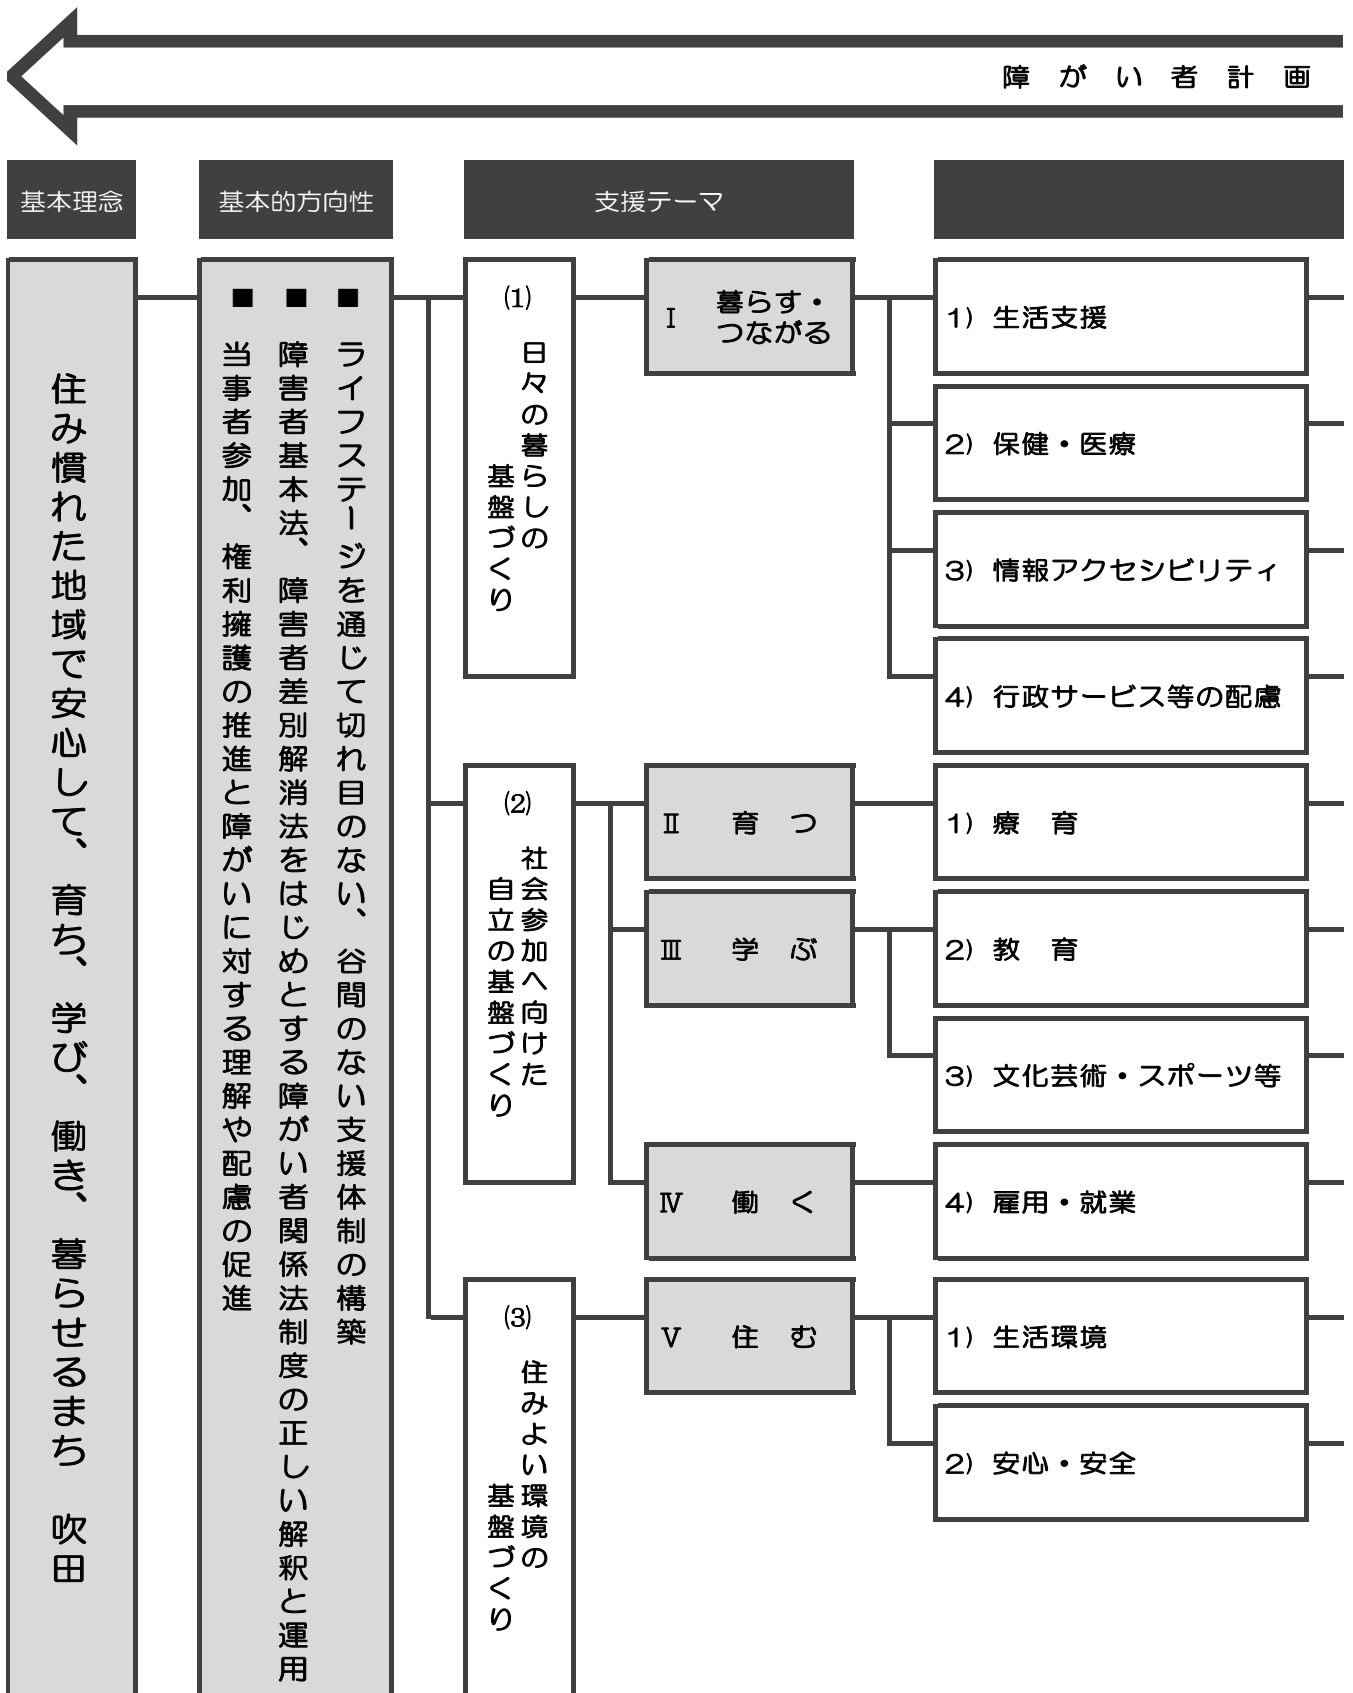 障がい者計画
基本理念
基本的方向性
支援テーマ
住み慣れた地域で安心して、育ち、学び、働き、暮らせるまち　吹田
■ ライフステージを通じて切れ目のない、谷間のない支援体制の構築
■ 障害者基本法、障害者差別解消法をはじめとする障がい者関係法制度の正しい解釈と運用
■ 当事者参加、権利擁護の推進と障がいに対する理解や配慮の促進
(1)
日々の暮らしの
基盤づくり
Ⅰ 暮らす・
つながる
1) 生活支援
2) 保健・医療
3) 情報アクセシビリティ
4) 行政サービス等の配慮
(2)
社会参加へ向けた
自立の基盤づくり
Ⅱ 育つ
1) 療育
Ⅲ 学ぶ
2) 教育
3) 文化芸術・スポーツ等
Ⅳ 働く
4) 雇用・就業
(3)
住みよい環境の
基盤づくり
Ⅴ 住む
1) 生活環境
2) 安心・安全